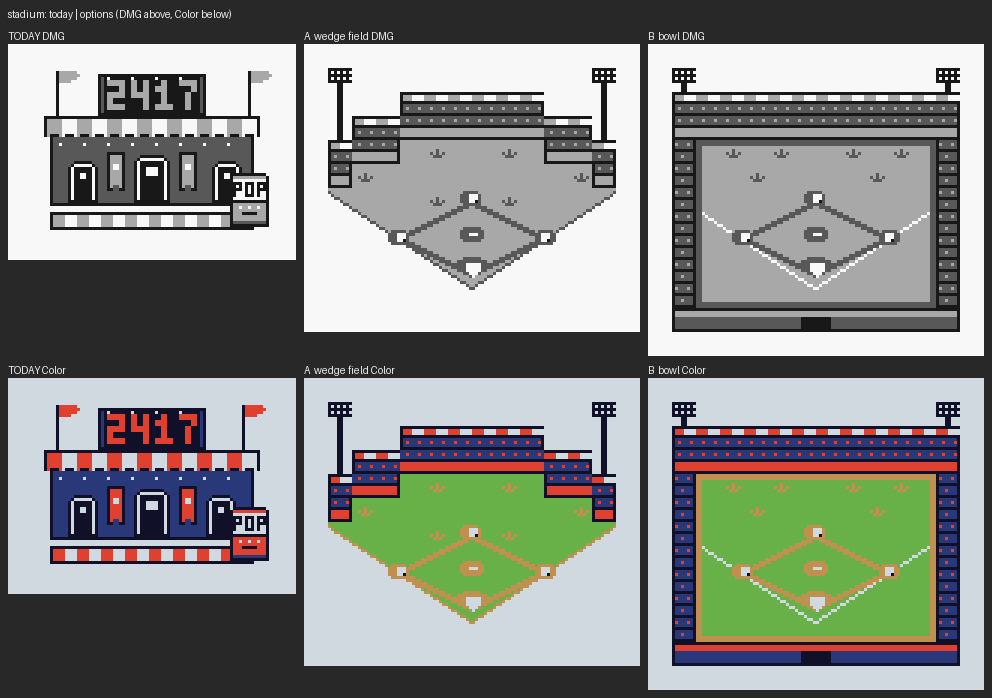 stadium: today | options (DMG above, Color below)
TODAY DMG
A wedge field DMG
B bowl DMG
2417
POP
TODAY Color
A wedge field Color
B bowl Color
2417
POP